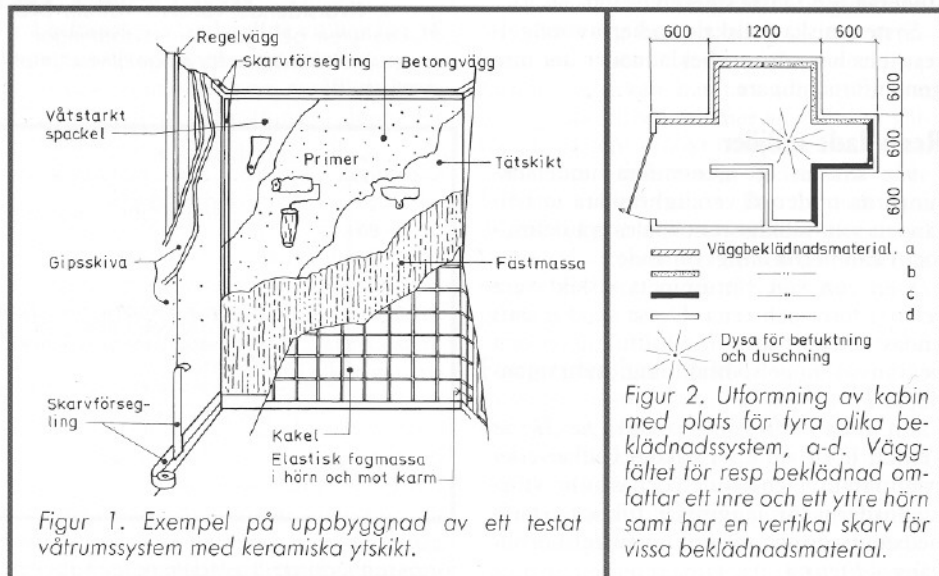 Regelvägg
Skarvförsegling
Betongvägg
Våtstarkt
spackel
Primer
Tätskikt
Gipsskiva
Fästmassa
Skarvförseg-
ling
Kakel
Elastisk fogmassa
i hörn och mot karm
Figur 1. Exempel på uppbyggnad av ett testat
våtrumssystem med keramiska ytskikt.
600 1200 600
600
600
600
Väggbeklädnadsmaterial. a
-"- b
-"- c
-"- d
Dysa för befuktning
och duschning
Figur 2. Utformning av kabin
med plats för fyra olika be-
klädnadssystem, a-d. Vägg-
fältet för resp beklädnad om-
fattar ett inre och ett yttre hörn
samt har en vertikal skarv för
vissa beklädnadsmaterial.